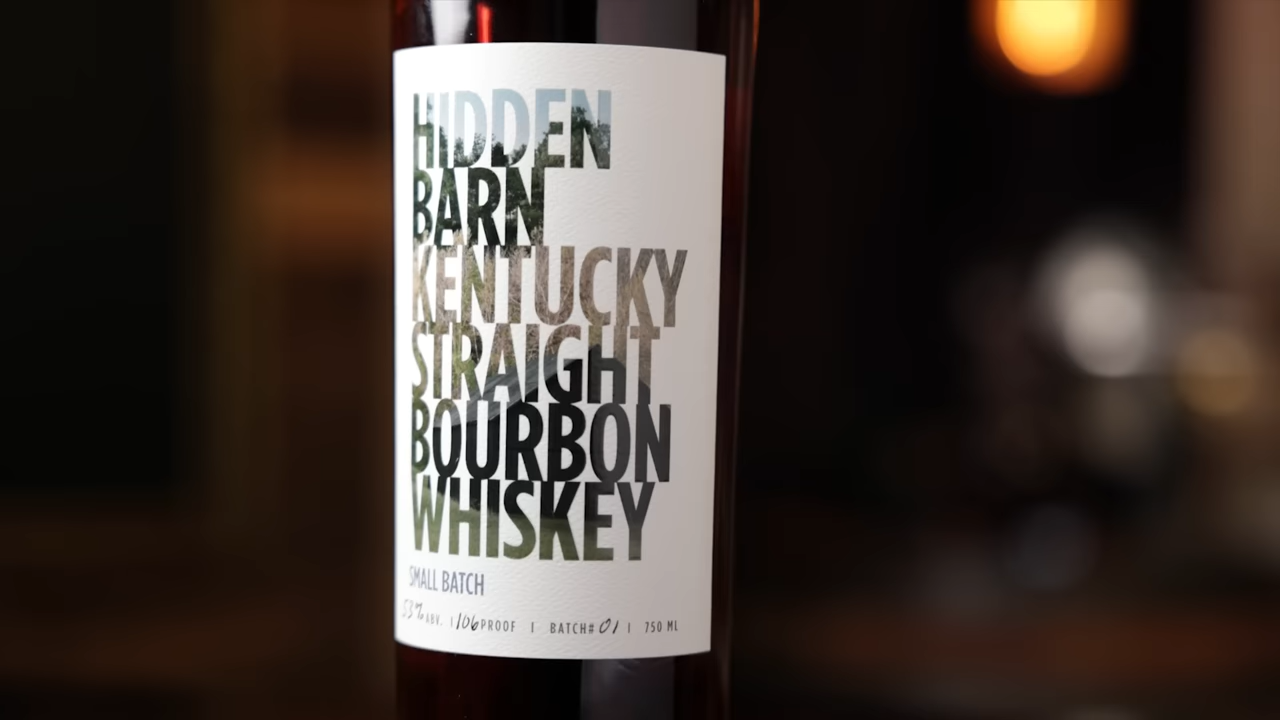 HIDDEN
BARN
KENTUCKY
STRAIGHT
BOURBON
WHISKEY
SMALL BATCH
53% ABV. | 106 PROOF | BATCH# 01 | 750 ML